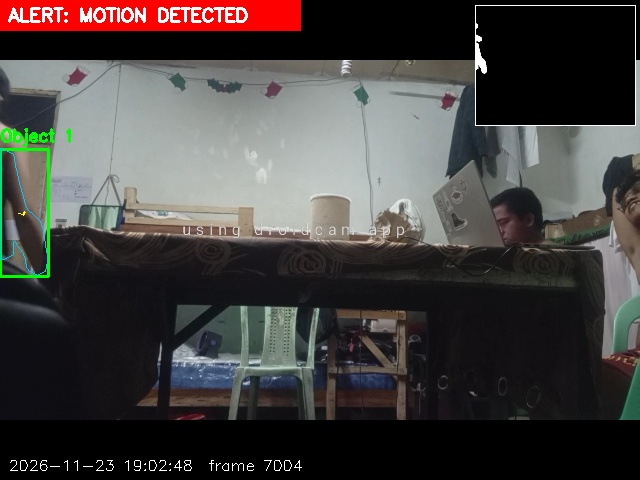 ALERT: MOTION DETECTED
Object 1
using droidcam app
2026-11-23 19:02:48 frame 7004